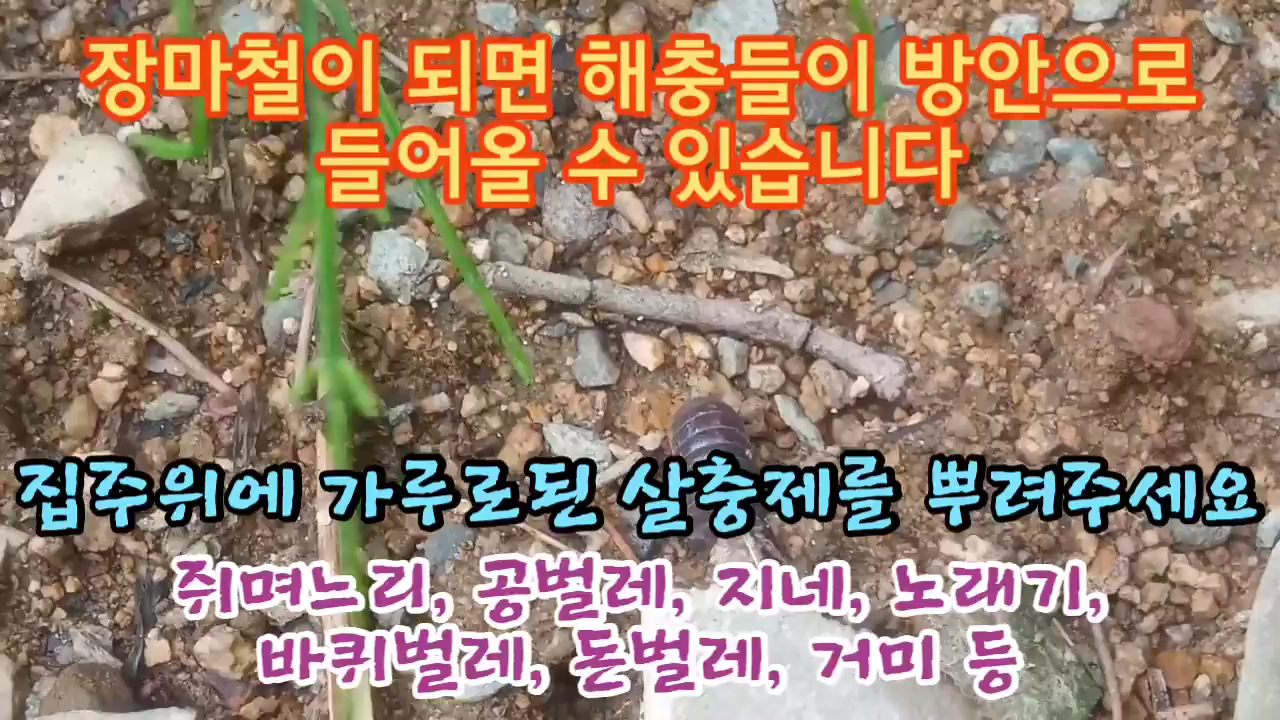 장마철이 되면 해충들이 방안으로
들어올 수 있습니다
집주위에 가루로된 살충제를 뿌려주세요
쥐며느리, 공벌레, 지네, 노래기,
바퀴벌레, 돈벌레, 거미 등